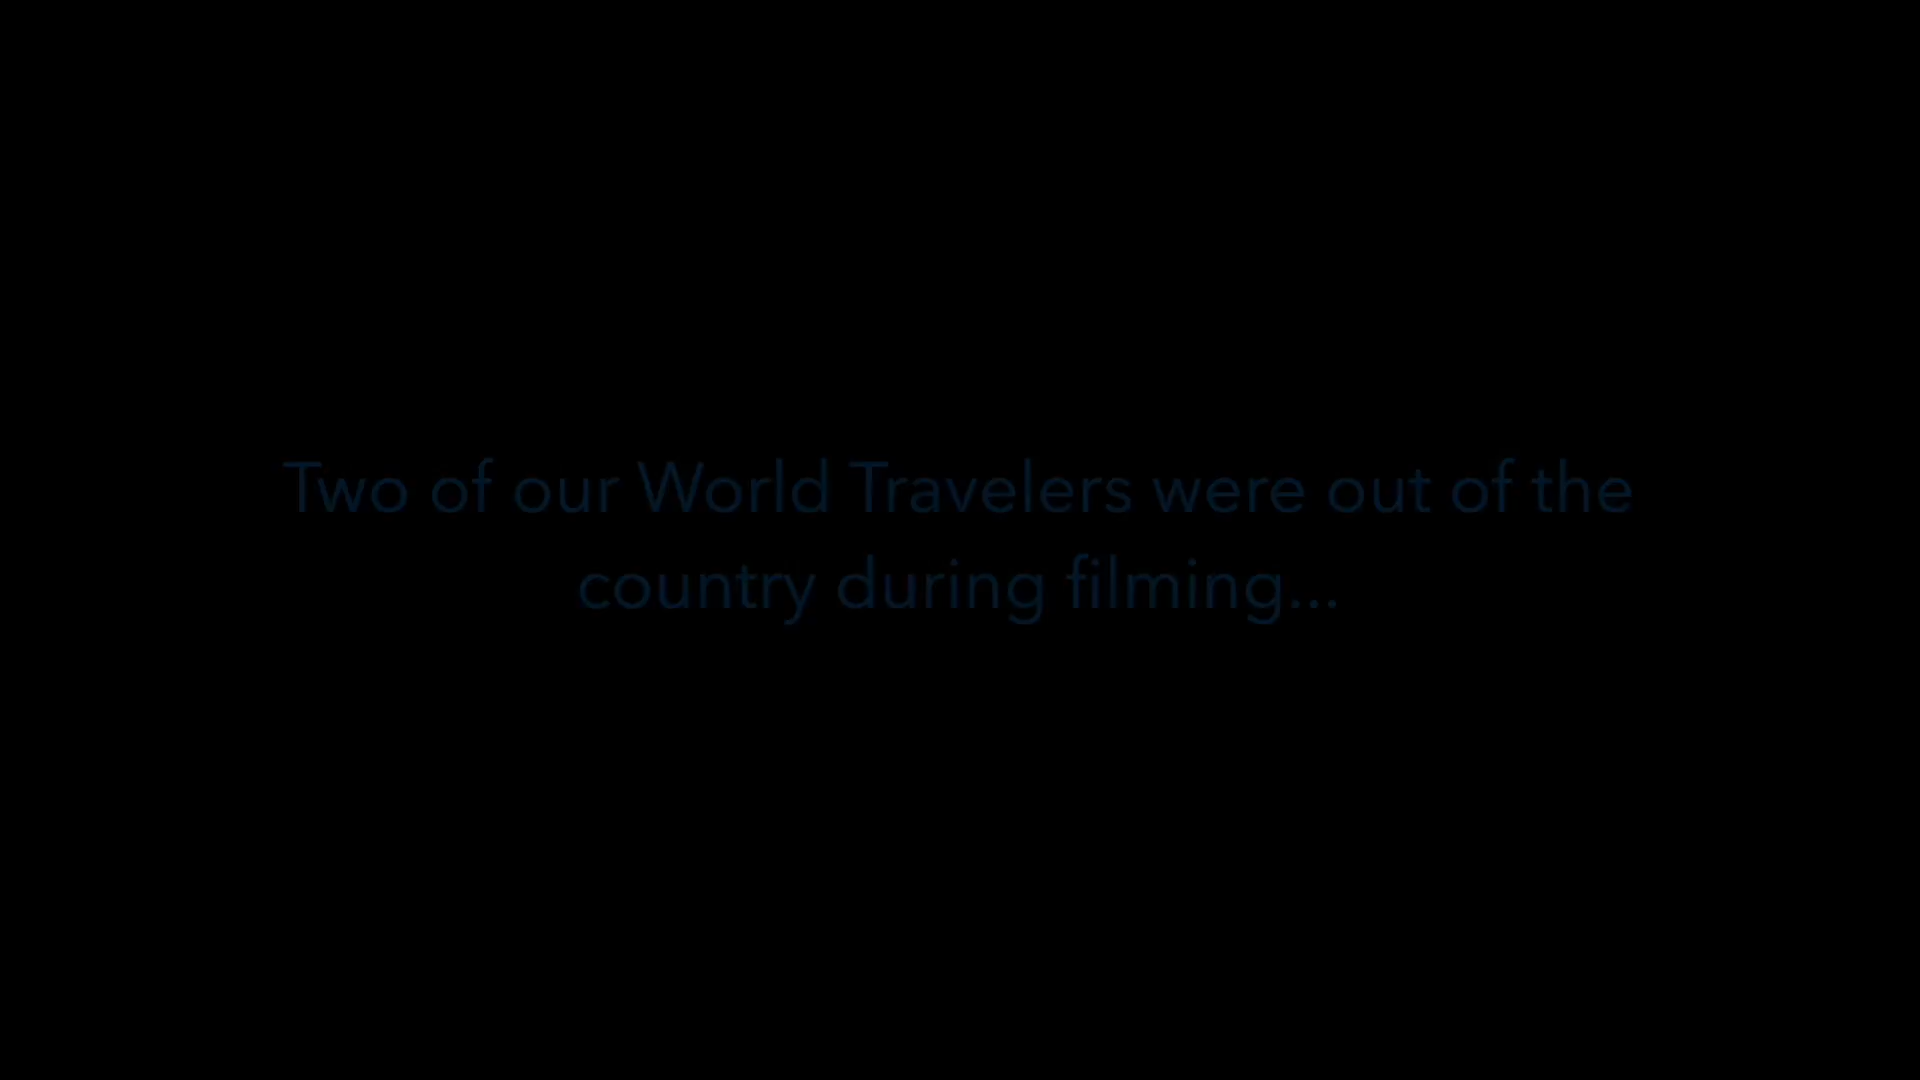 Two of our World Travelers were out of the
country during filming...